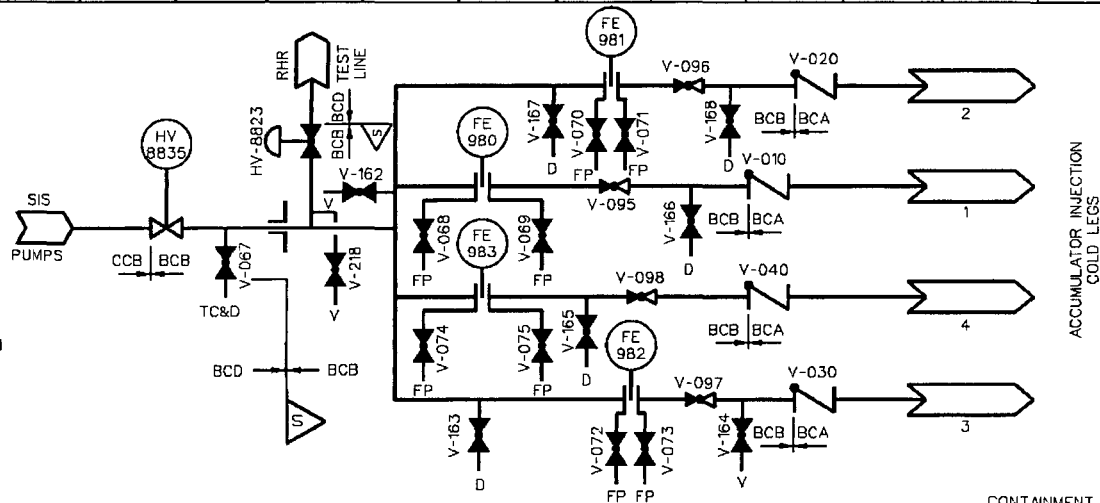 FE
981
V-096
V-020
RHR
TEST
LINE
BCB BCD
S
HV-8823
V-167
V-070
V-071
V-168
BCB BCA
2
D
FP
FP
D
FE
980
HV
8835
V-162
V-010
SIS
PUMPS
V
V-095
BCB BCA
1
V-166
D
CCB BCB
V-067
TC&D
V-218
V
V-068
V-069
FP
FP
FE
983
V-098
V-040
BCB BCA
4
V-074
V-075
V-165
FP
FP
D
BCD BCB
S
FE
982
V-097
V-030
BCB BCA
3
V-163
D
V-072
V-073
V-164
FP FP
V
ACCUMULATOR INJECTION
COLD LEGS
CONTAINMENT